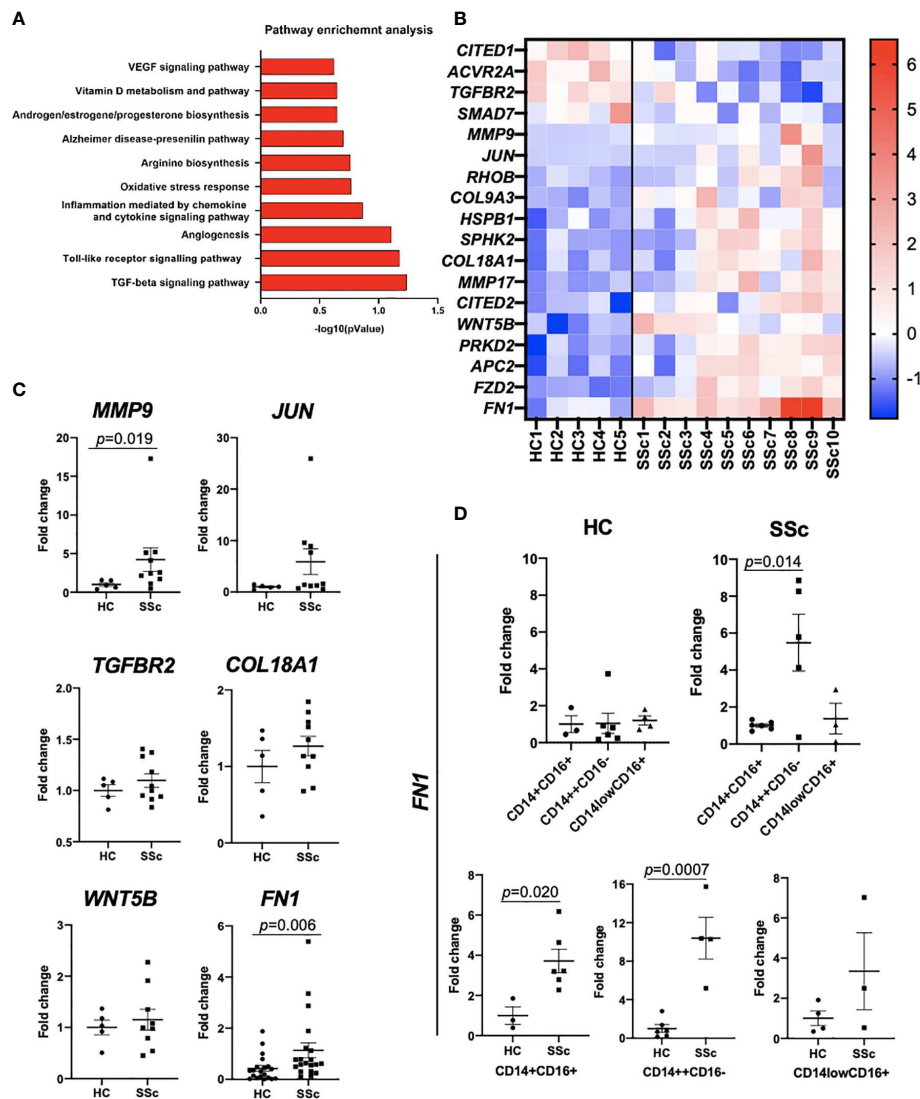 A
Pathway enrichemnt analysis
VEGF signaling pathway
Vitamin D metabolism and pathway
Androgen/estrogene/progesterone biosynthesis
Alzheimer disease-presenilin pathway
Arginine biosynthesis
Oxidative stress response
Inflammation mediated by chemokine
and cytokine signaling pathway
Angiogenesis
Toll-like receptor signalling pathway
TGF-beta signaling pathway
0.0 0.5 1.0 1.5
-log10(pValue)
B
CITED1
ACVR2A
TGFBR2
SMAD7
MMP9
JUN
RHOB
COL9A3
HSPB1
SPHK2
COL18A1
MMP17
CITED2
WNT5B
PRKD2
APC2
FZD2
FN1
HC1 HC2 HC3 HC4 HC5 SSc1 SSc2 SSc3 SSc4 SSc5 SSc6 SSc7 SSc8 SSc9 SSc10
6
5
4
3
2
1
0
-1
C
MMP9
p=0.019
Fold change
20
15
10
5
0
HC SSc
JUN
Fold change
30
20
10
0
HC SSc
TGFBR2
Fold change
2.0
1.5
1.0
0.5
HC SSc
COL18A1
Fold change
2
1
0
HC SSc
WNT5B
Fold change
3
2
1
0
HC SSc
FN1
p=0.006
Fold change
6
4
2
0
HC SSc
D
FN1
HC
Fold change
10
8
6
4
2
0
CD14+CD16+
CD14++CD16-
CD14lowCD16+
SSc
p=0.014
Fold change
10
8
6
4
2
0
CD14+CD16+
CD14++CD16-
CD14lowCD16+
p=0.020
Fold change
8
6
4
2
0
HC SSc
CD14+CD16+
p=0.0007
Fold change
16
12
8
4
0
HC SSc
CD14++CD16-
Fold change
8
6
4
2
0
HC SSc
CD14lowCD16+